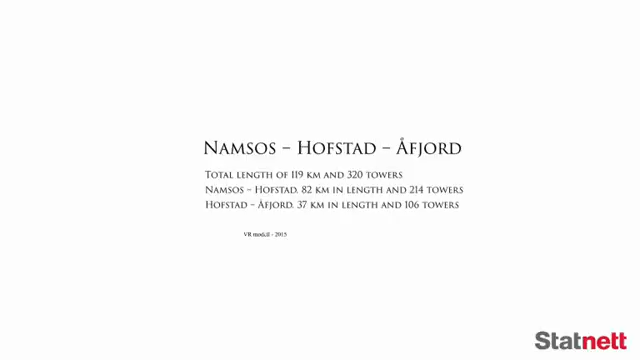 Namsos – Hofstad – Åfjord
Total length of 119 km and 320 towers
Namsos – Hofstad. 82 km in length and 214 towers
Hofstad – Åfjord. 37 km in length and 106 towers
VR modell - 2015
Statnett